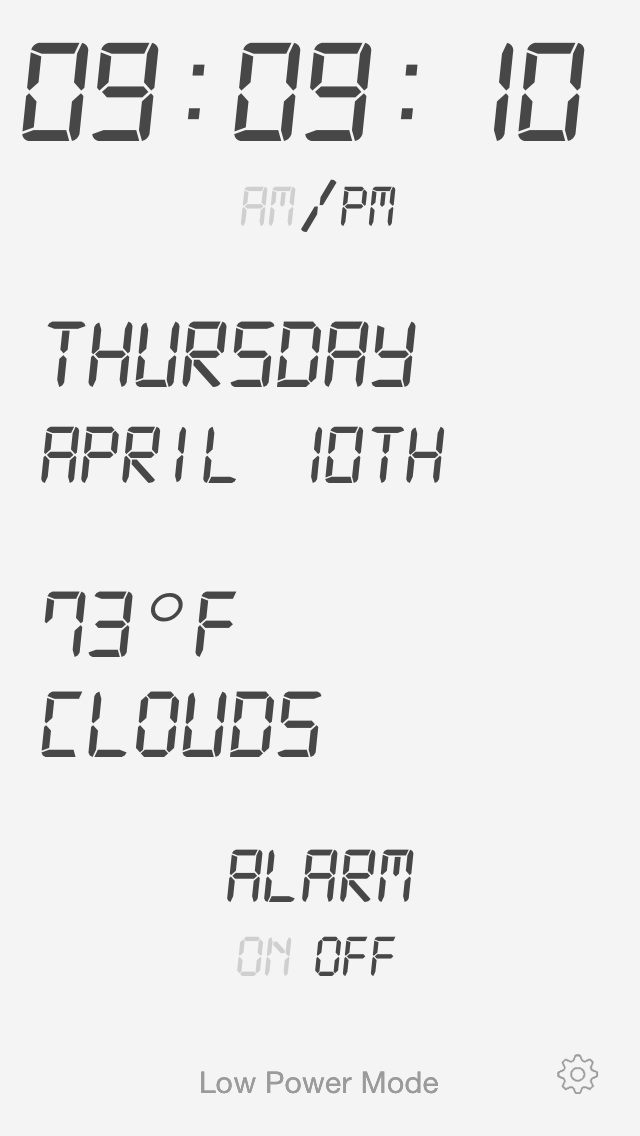 09:09: 10
AM/PM
THURSDAY
APRIL 10TH
73°F
CLOUDS
ALARM
ON OFF
Low Power Mode